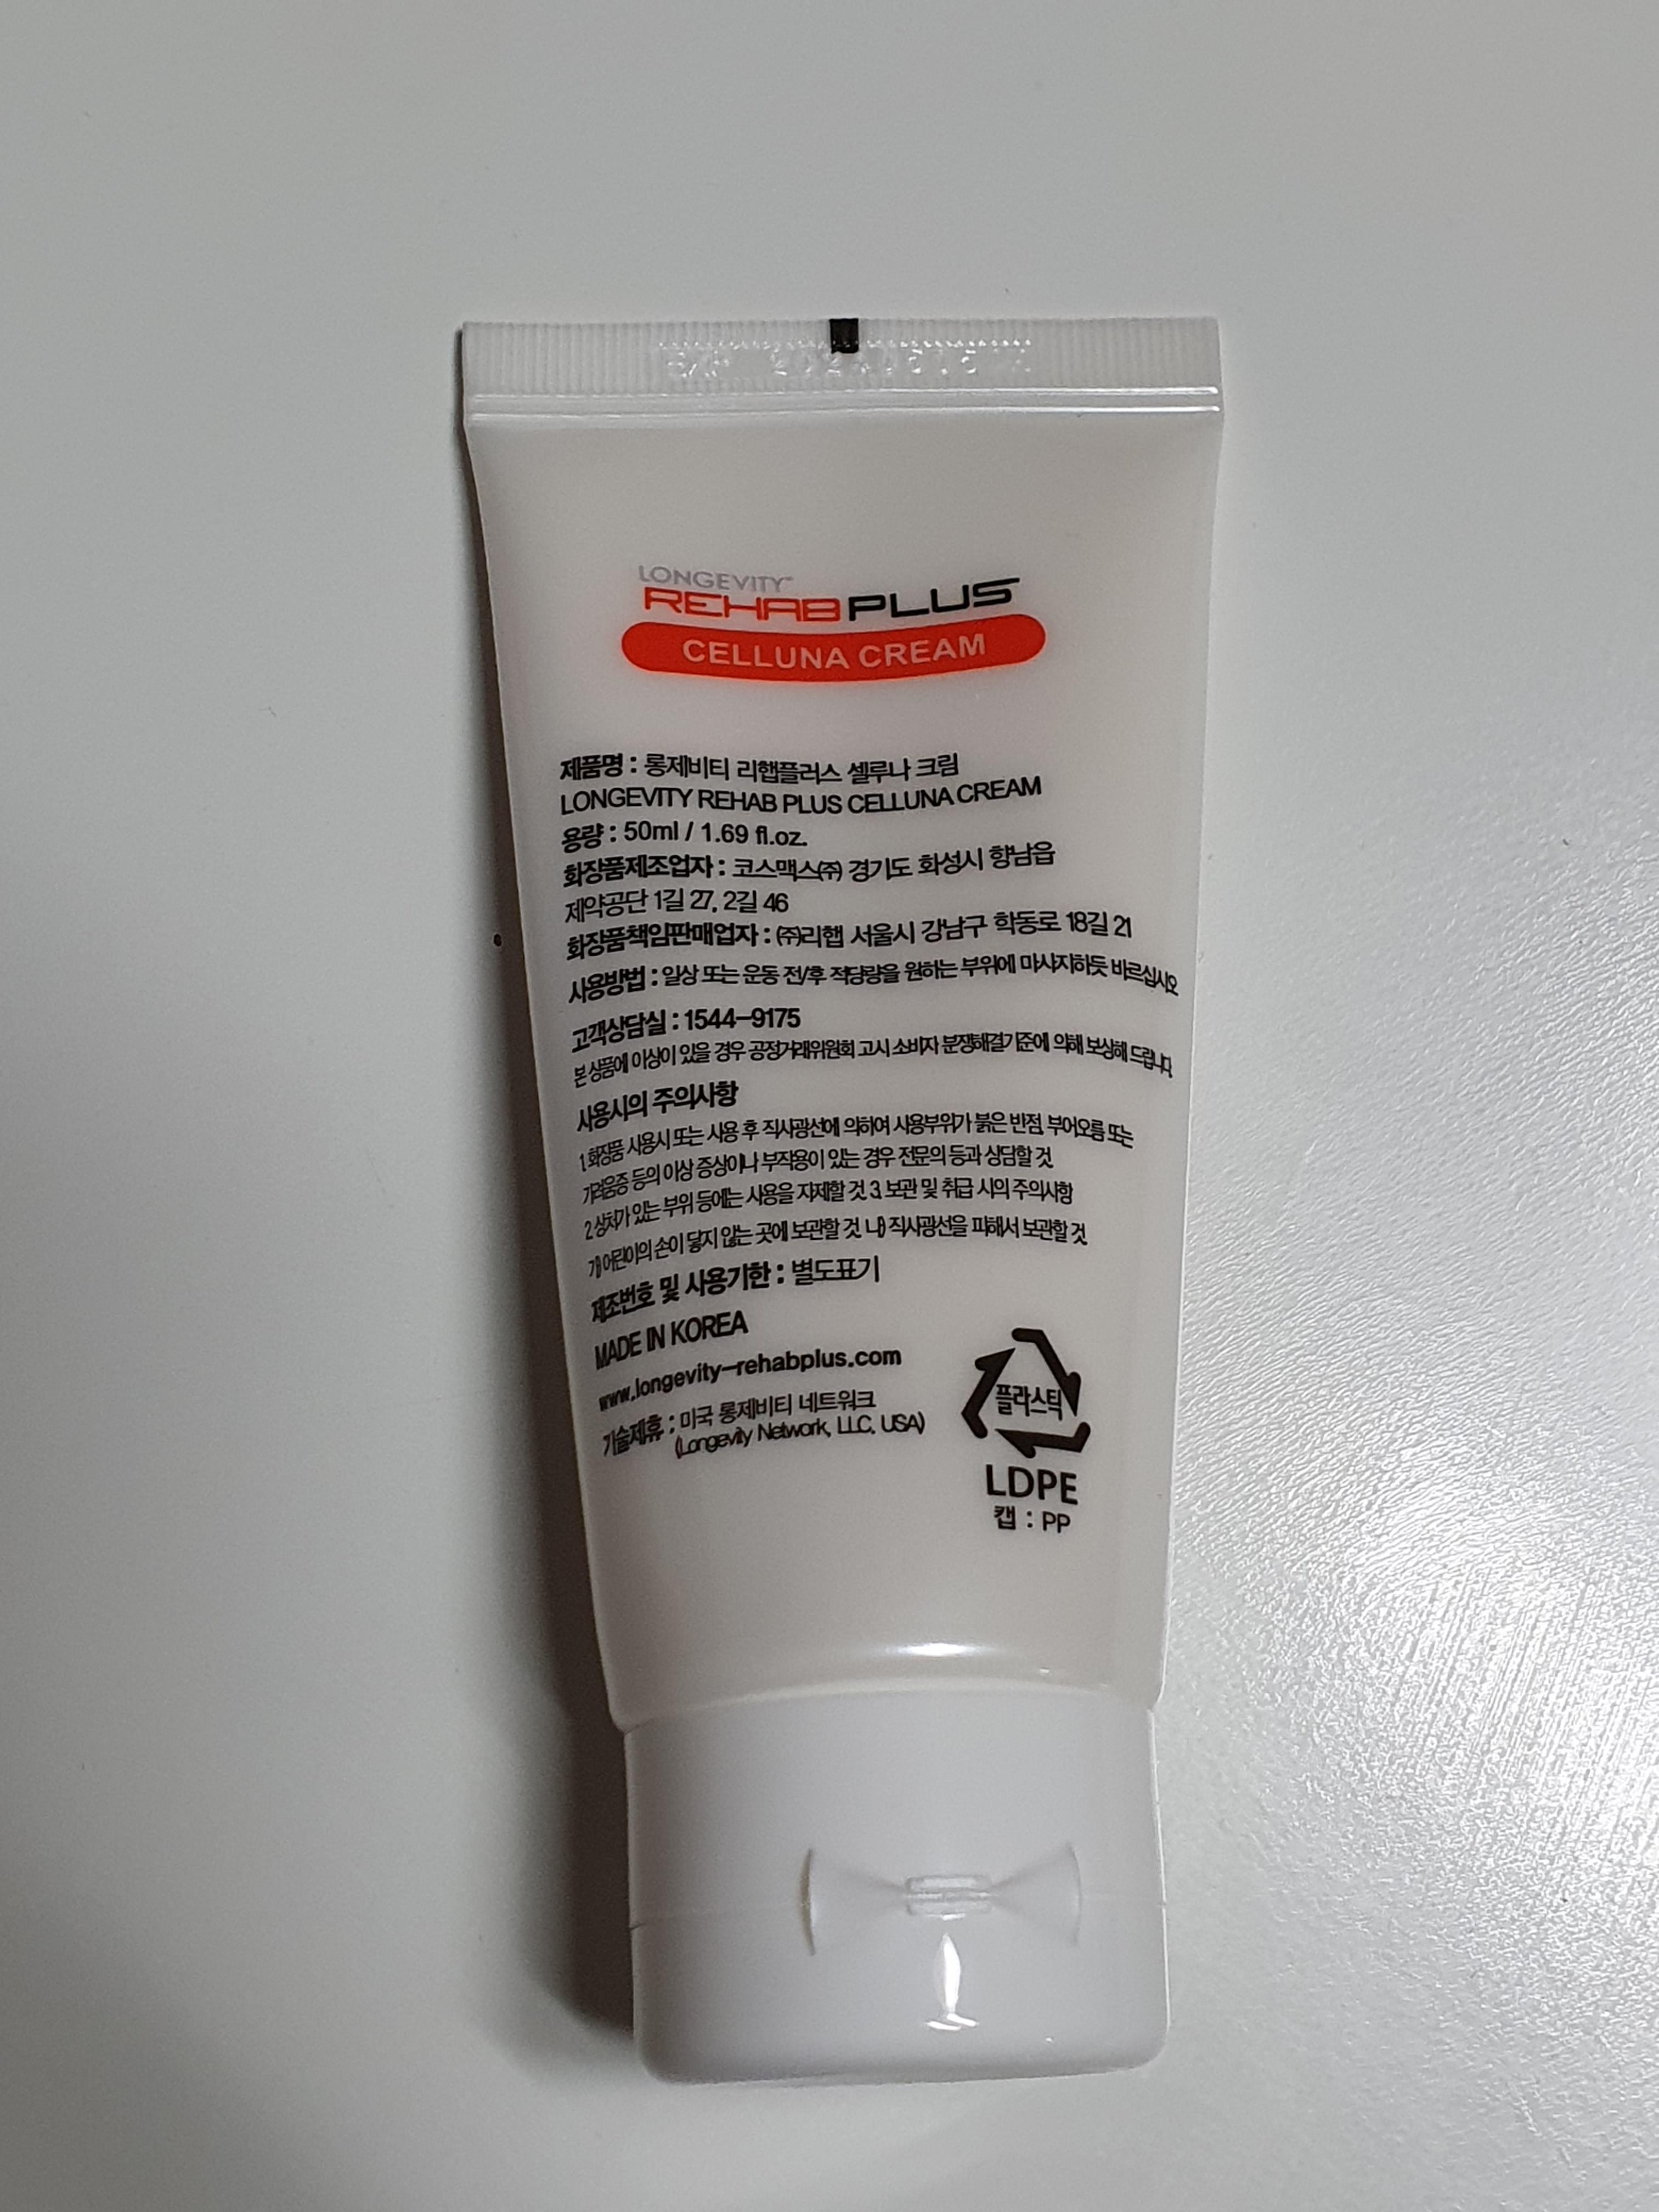 LONGEVITY™
REHAB PLUS
CELLUNA CREAM
제품명 : 롱제비티 리햅플러스 셀루나 크림
LONGEVITY REHAB PLUS CELLUNA CREAM
용량 : 50ml / 1.69 fl.oz.
화장품제조업자 : 코스맥스㈜ 경기도 화성시 향남읍
제약공단 1길 27, 2길 46
화장품책임판매업자 : ㈜리햅 서울시 강남구 학동로 18길 21
사용방법 : 일상 또는 운동 전/후 적당량을 원하는 부위에 마사지하듯 바르십시오
고객상담실 : 1544-9175
본 상품에 이상이 있을 경우 공정거래위원회 고시 소비자 분쟁해결기준에 의해 보상해 드립니다.
사용시의 주의사항
1. 화장품 사용시 또는 사용 후 직사광선에 의하여 사용부위가 붉은 반점, 부어오름 또는
가려움증 등의 이상 증상이나 부작용이 있는 경우 전문의 등과 상담할 것
2. 상처가 있는 부위 등에는 사용을 자제할 것 3. 보관 및 취급 시의 주의사항
가) 어린이의 손이 닿지 않는 곳에 보관할 것 나) 직사광선을 피해서 보관할 것
제조번호 및 사용기한 : 별도표기
MADE IN KOREA
www.longevity-rehabplus.com
기술제휴 : 미국 롱제비티 네트워크
(Longevity Network, LLC, USA)
플라스틱
LDPE
캡 : PP